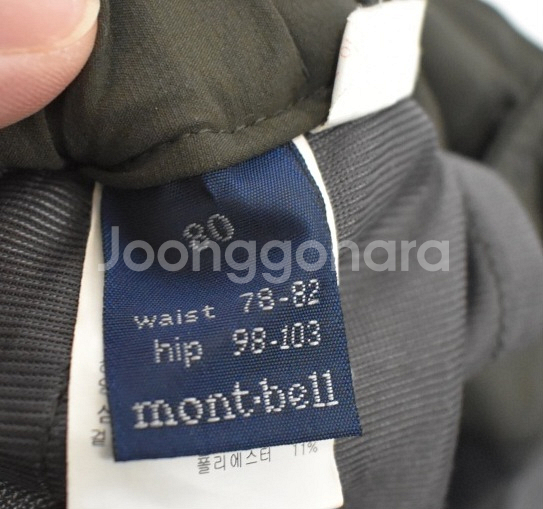 80
Joonggonara
waist 78-82
hip 98-103
mont·bell
폴리에스터 11%